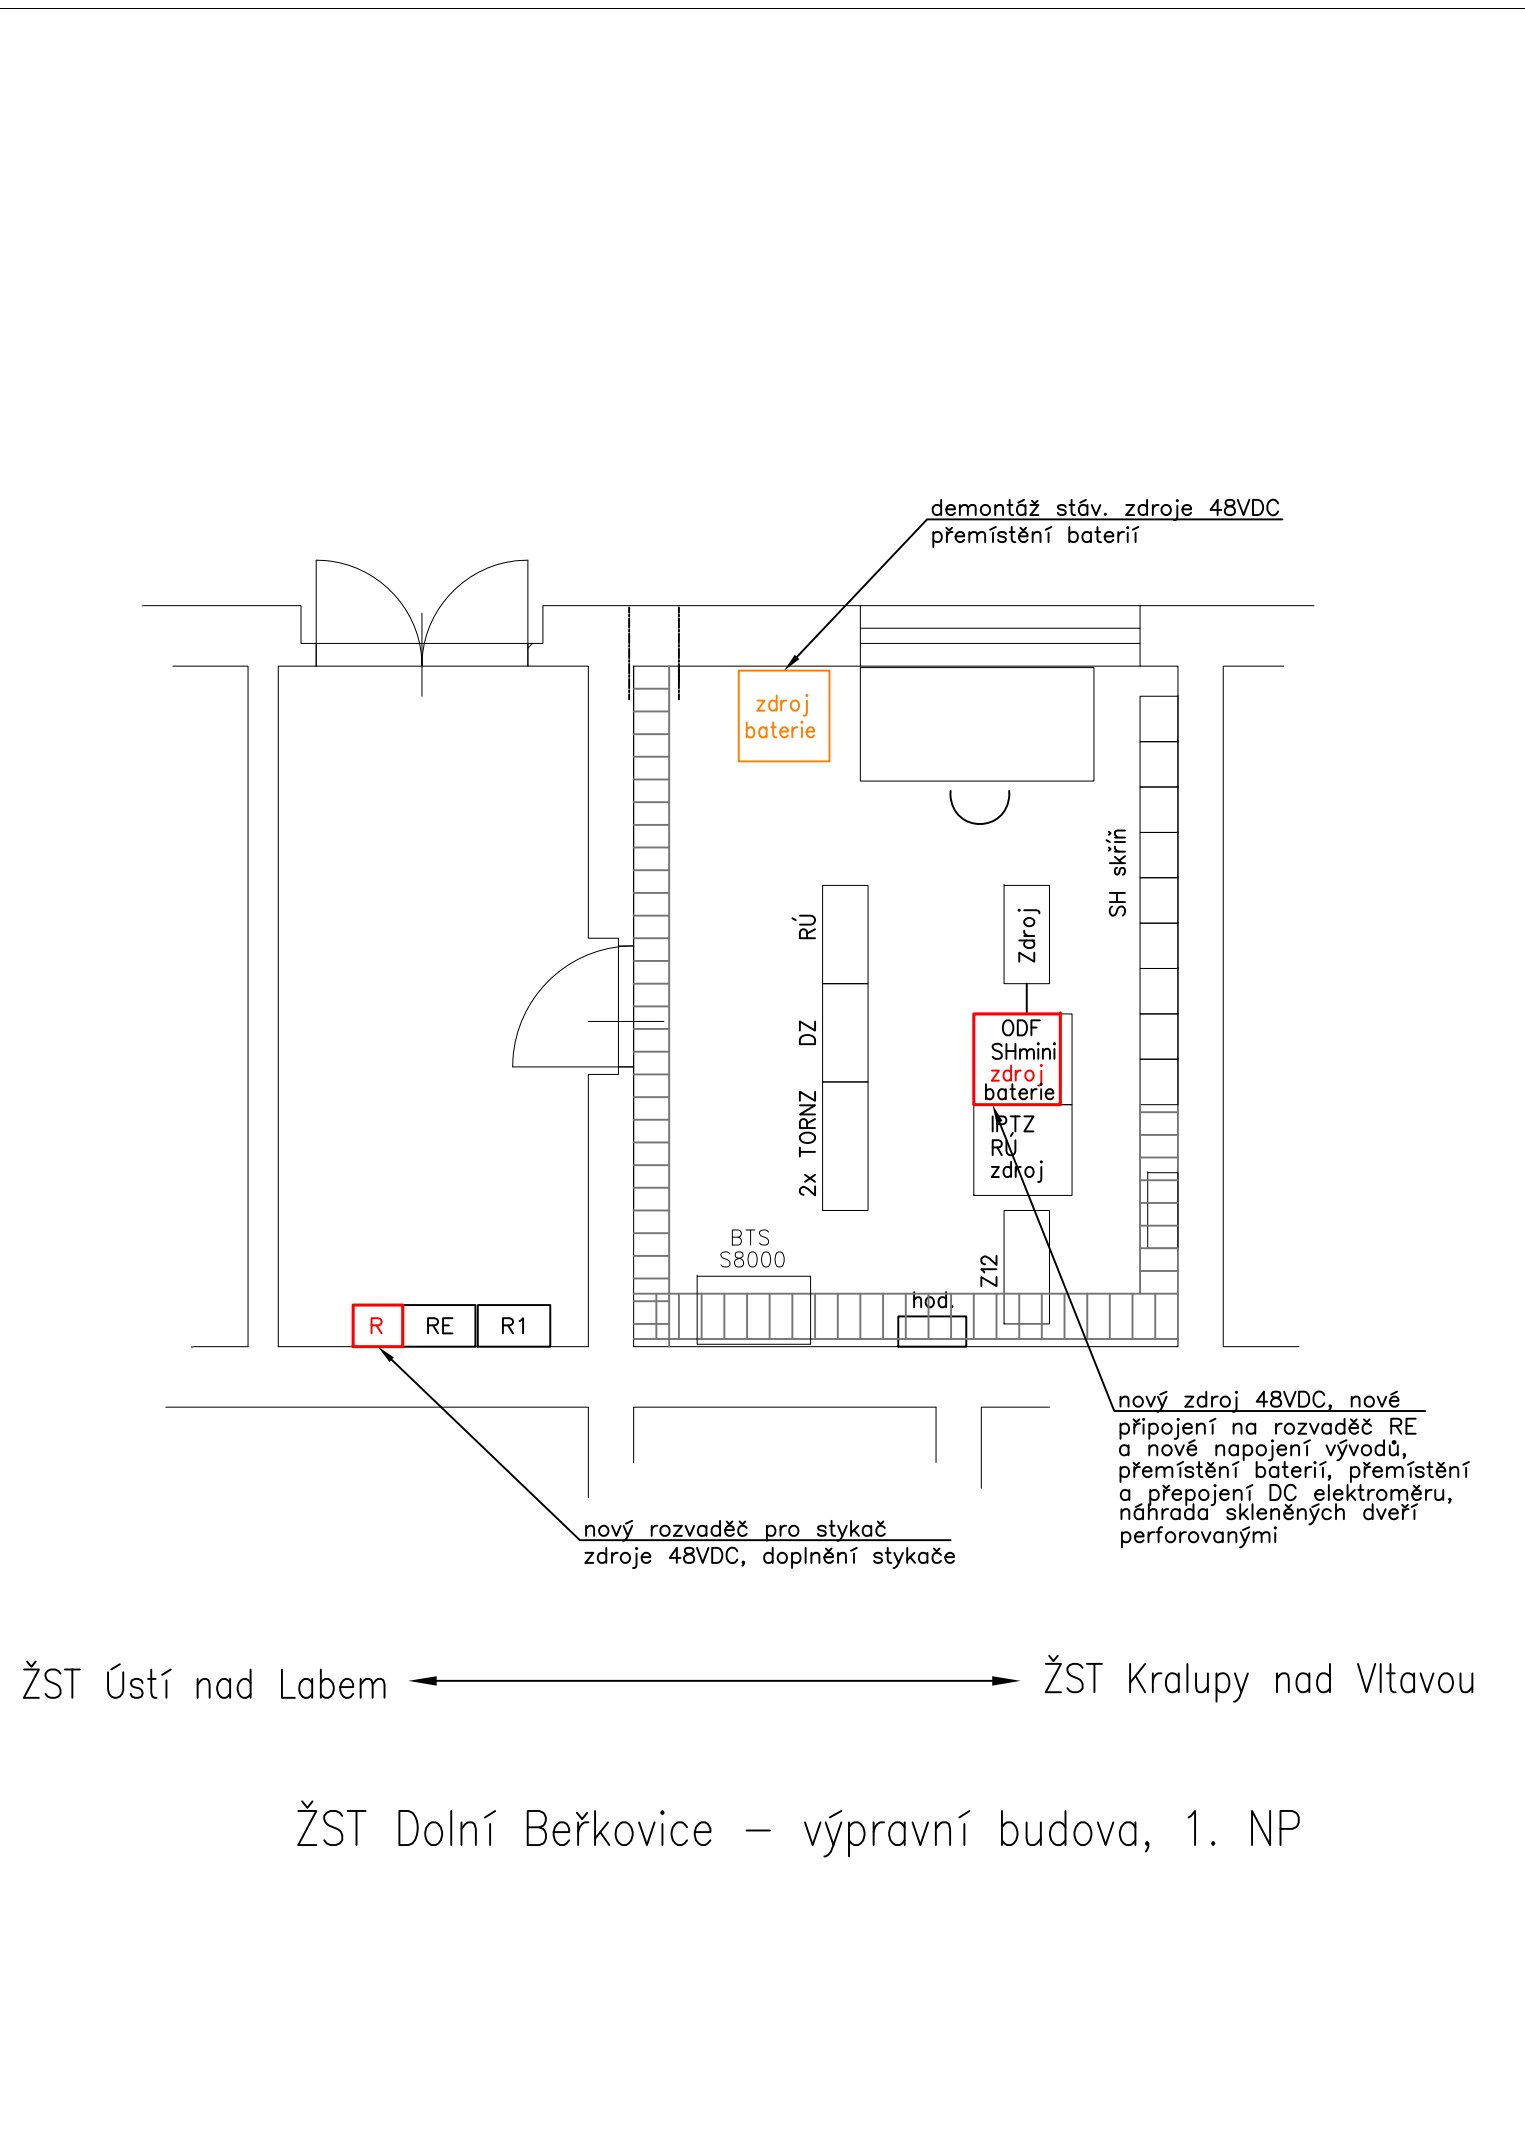 demontáž stáv. zdroje 48VDC
přemístění baterií
zdroj
baterie
SH skříň
RÚ
Zdroj
DZ
ODF
SHmini
zdroj
baterie
2x TORNZ
IPTZ
RÚ
zdroj
BTS
S8000
Z12
hod.
R
RE
R1
nový zdroj 48VDC, nové
připojení na rozvaděč RE
a nové napojení vývodů,
přemístění baterií, přemístění
a přepojení DC elektroměru,
náhrada skleněných dveří
perforovanými
nový rozvaděč pro stykač
zdroje 48VDC, doplnění stykače
ŽST Ústí nad Labem
ŽST Kralupy nad Vltavou
ŽST Dolní Beřkovice – výpravní budova, 1. NP